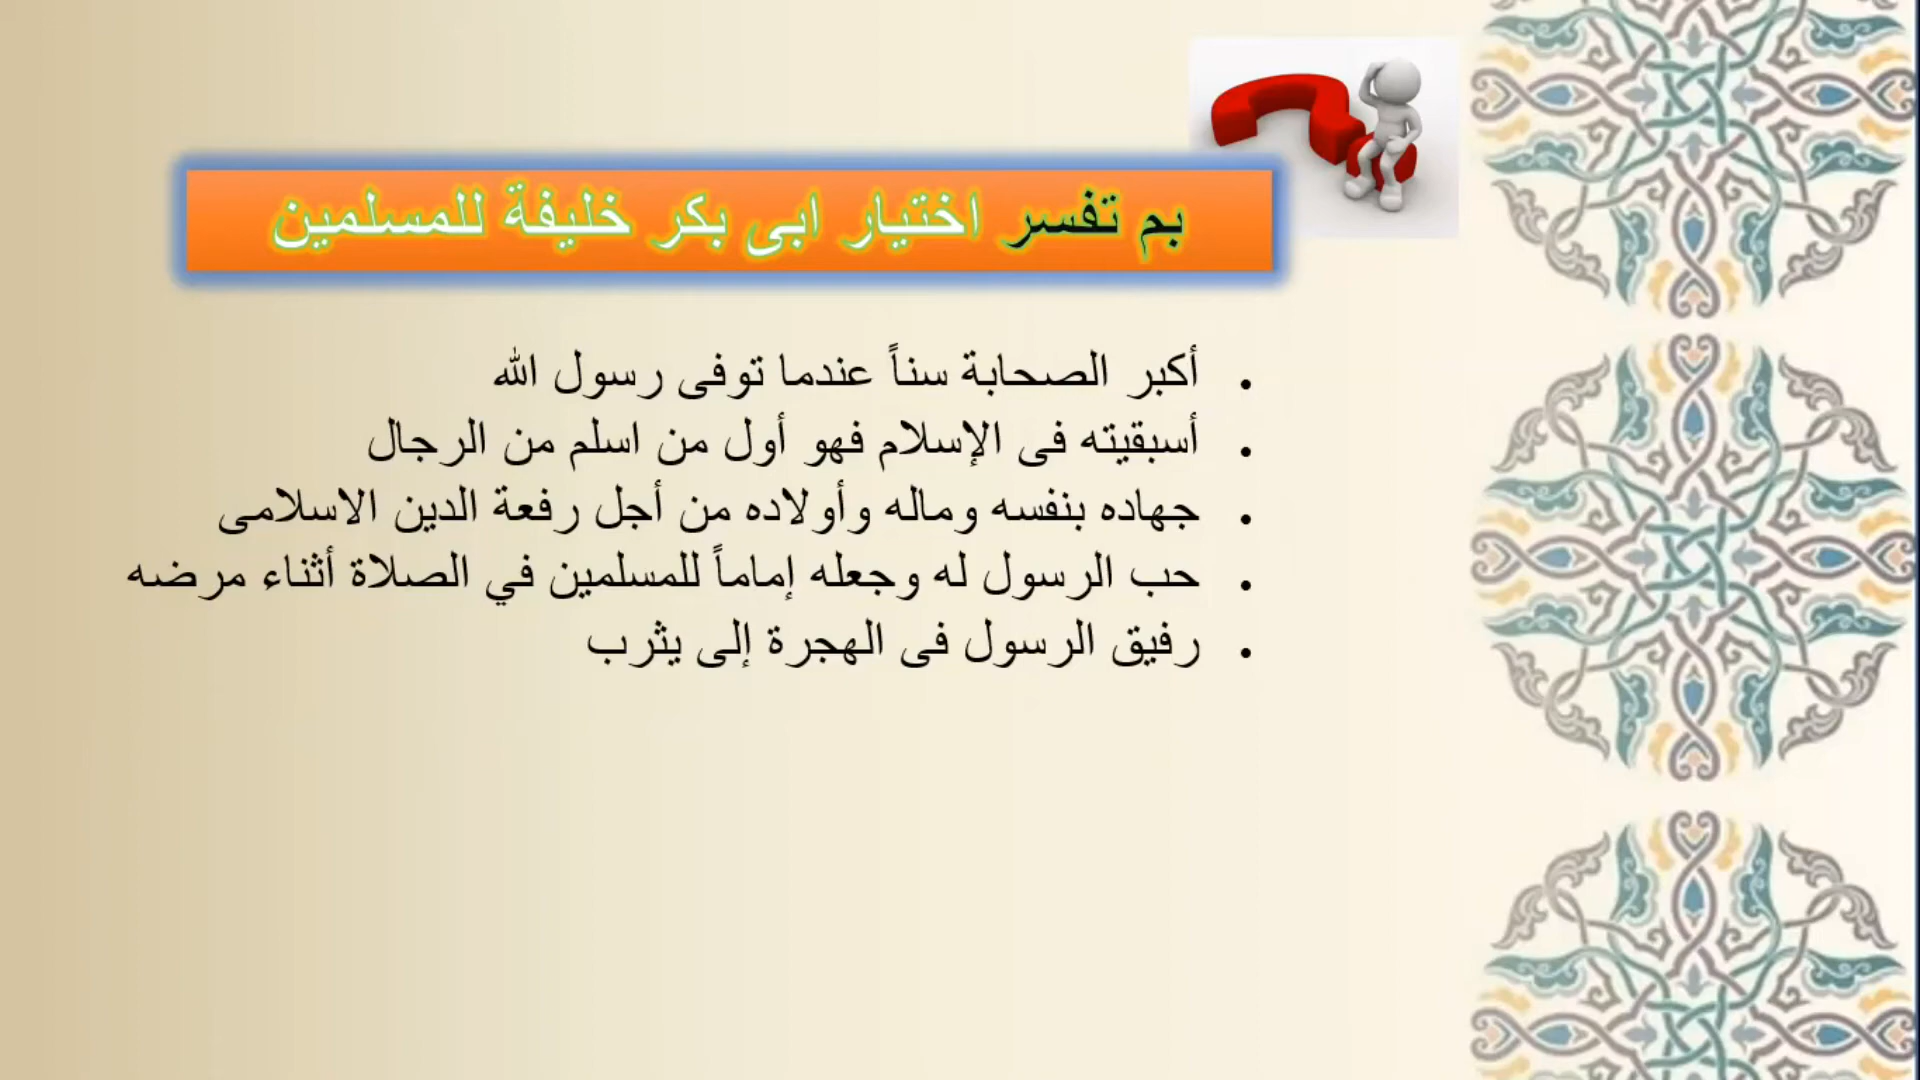 بم تفسر اختيار ابى بكر خليفة للمسلمين
• أكبر الصحابة سناً عندما توفى رسول الله
• أسبقيته فى الإسلام فهو أول من اسلم من الرجال
• جهاده بنفسه وماله وأولاده من أجل رفعة الدين الاسلامى
• حب الرسول له وجعله إماماً للمسلمين في الصلاة أثناء مرضه
• رفيق الرسول فى الهجرة إلى يثرب